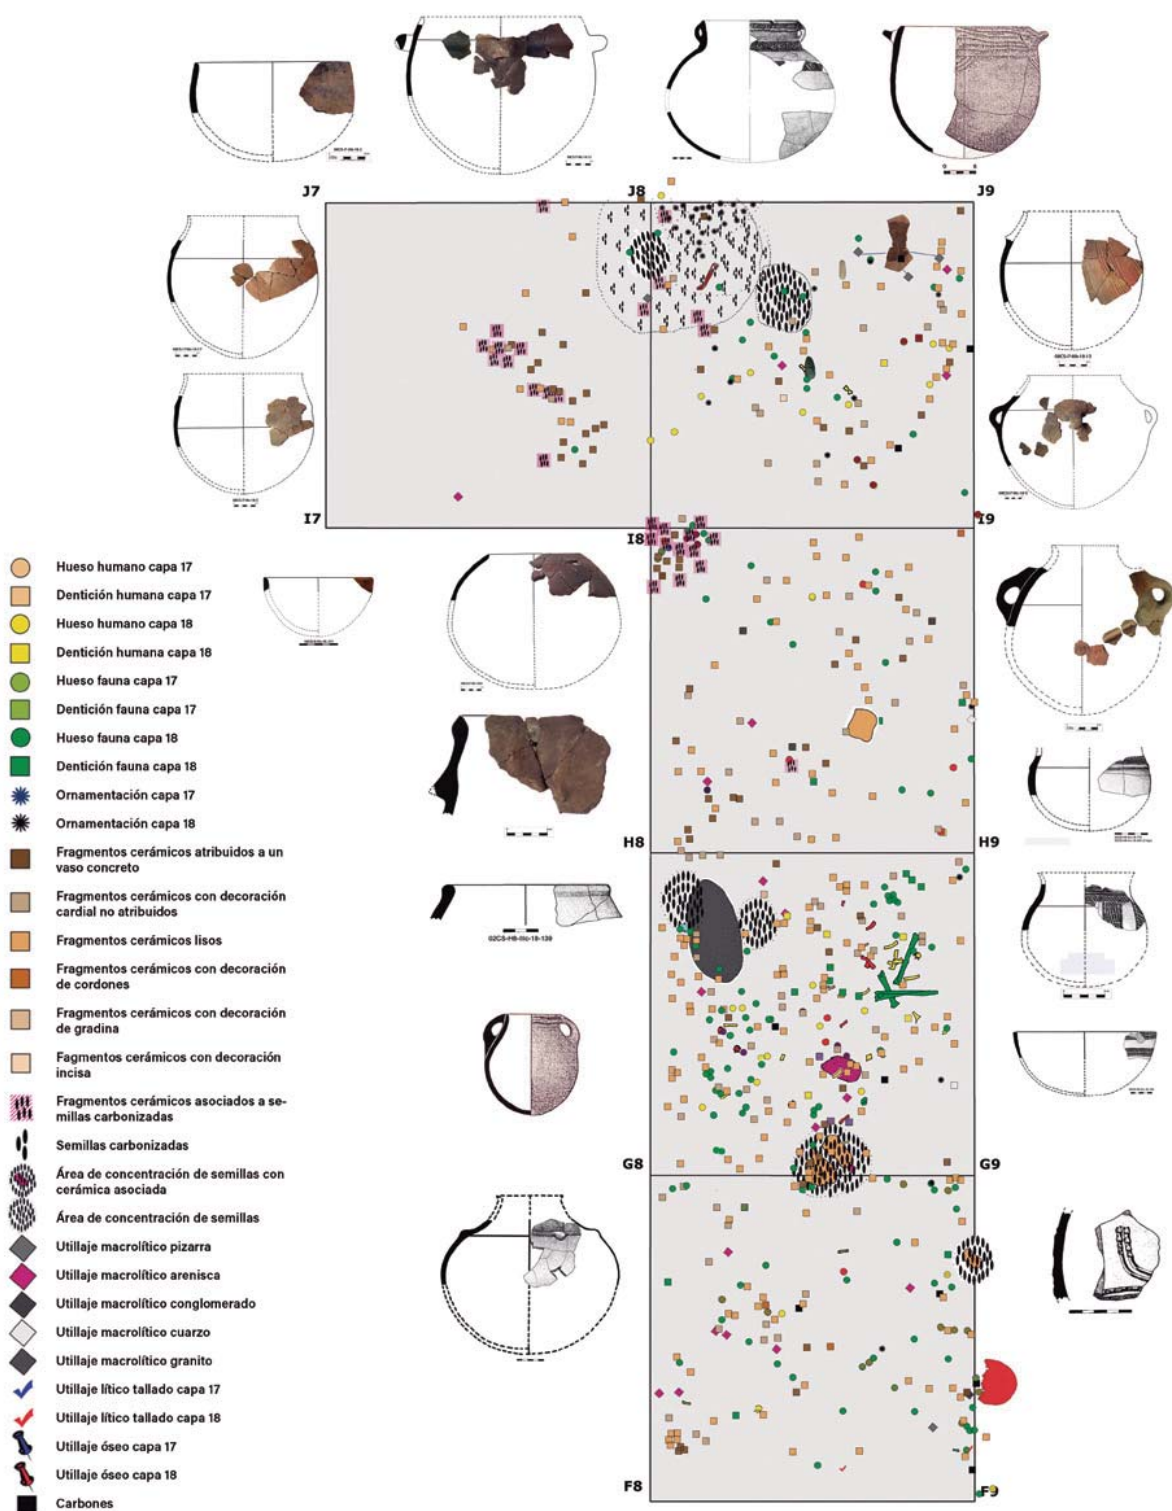 J7
J8
J9
I7
I8
I9
H8
H9
G8
G9
F8
F9
Hueso humano capa 17
Dentición humana capa 17
Hueso humano capa 18
Dentición humana capa 18
Hueso fauna capa 17
Dentición fauna capa 17
Hueso fauna capa 18
Dentición fauna capa 18
Ornamentación capa 17
Ornamentación capa 18
Fragmentos cerámicos atribuidos a un
vaso concreto
Fragmentos cerámicos con decoración
cardial no atribuidos
Fragmentos cerámicos lisos
Fragmentos cerámicos con decoración
de cordones
Fragmentos cerámicos con decoración
de gradina
Fagmentos cerámicos con decoración
incisa
Fragmentos cerámicos asociados a se-
millas carbonizadas
Semillas carbonizadas
Área de concentración de semillas con
cerámica asociada
Área de concentración de semillas
Utillaje macrolítico pizarra
Utillaje macrolítico arenisca
Utillaje macrolítico conglomerado
Utillaje macrolítico cuarzo
Utillaje macrolítico granito
Utillaje lítico tallado capa 17
Utillaje lítico tallado capa 18
Utillaje óseo capa 17
Utillaje óseo capa 18
Carbones
02CS-H8-IIIc-18-139